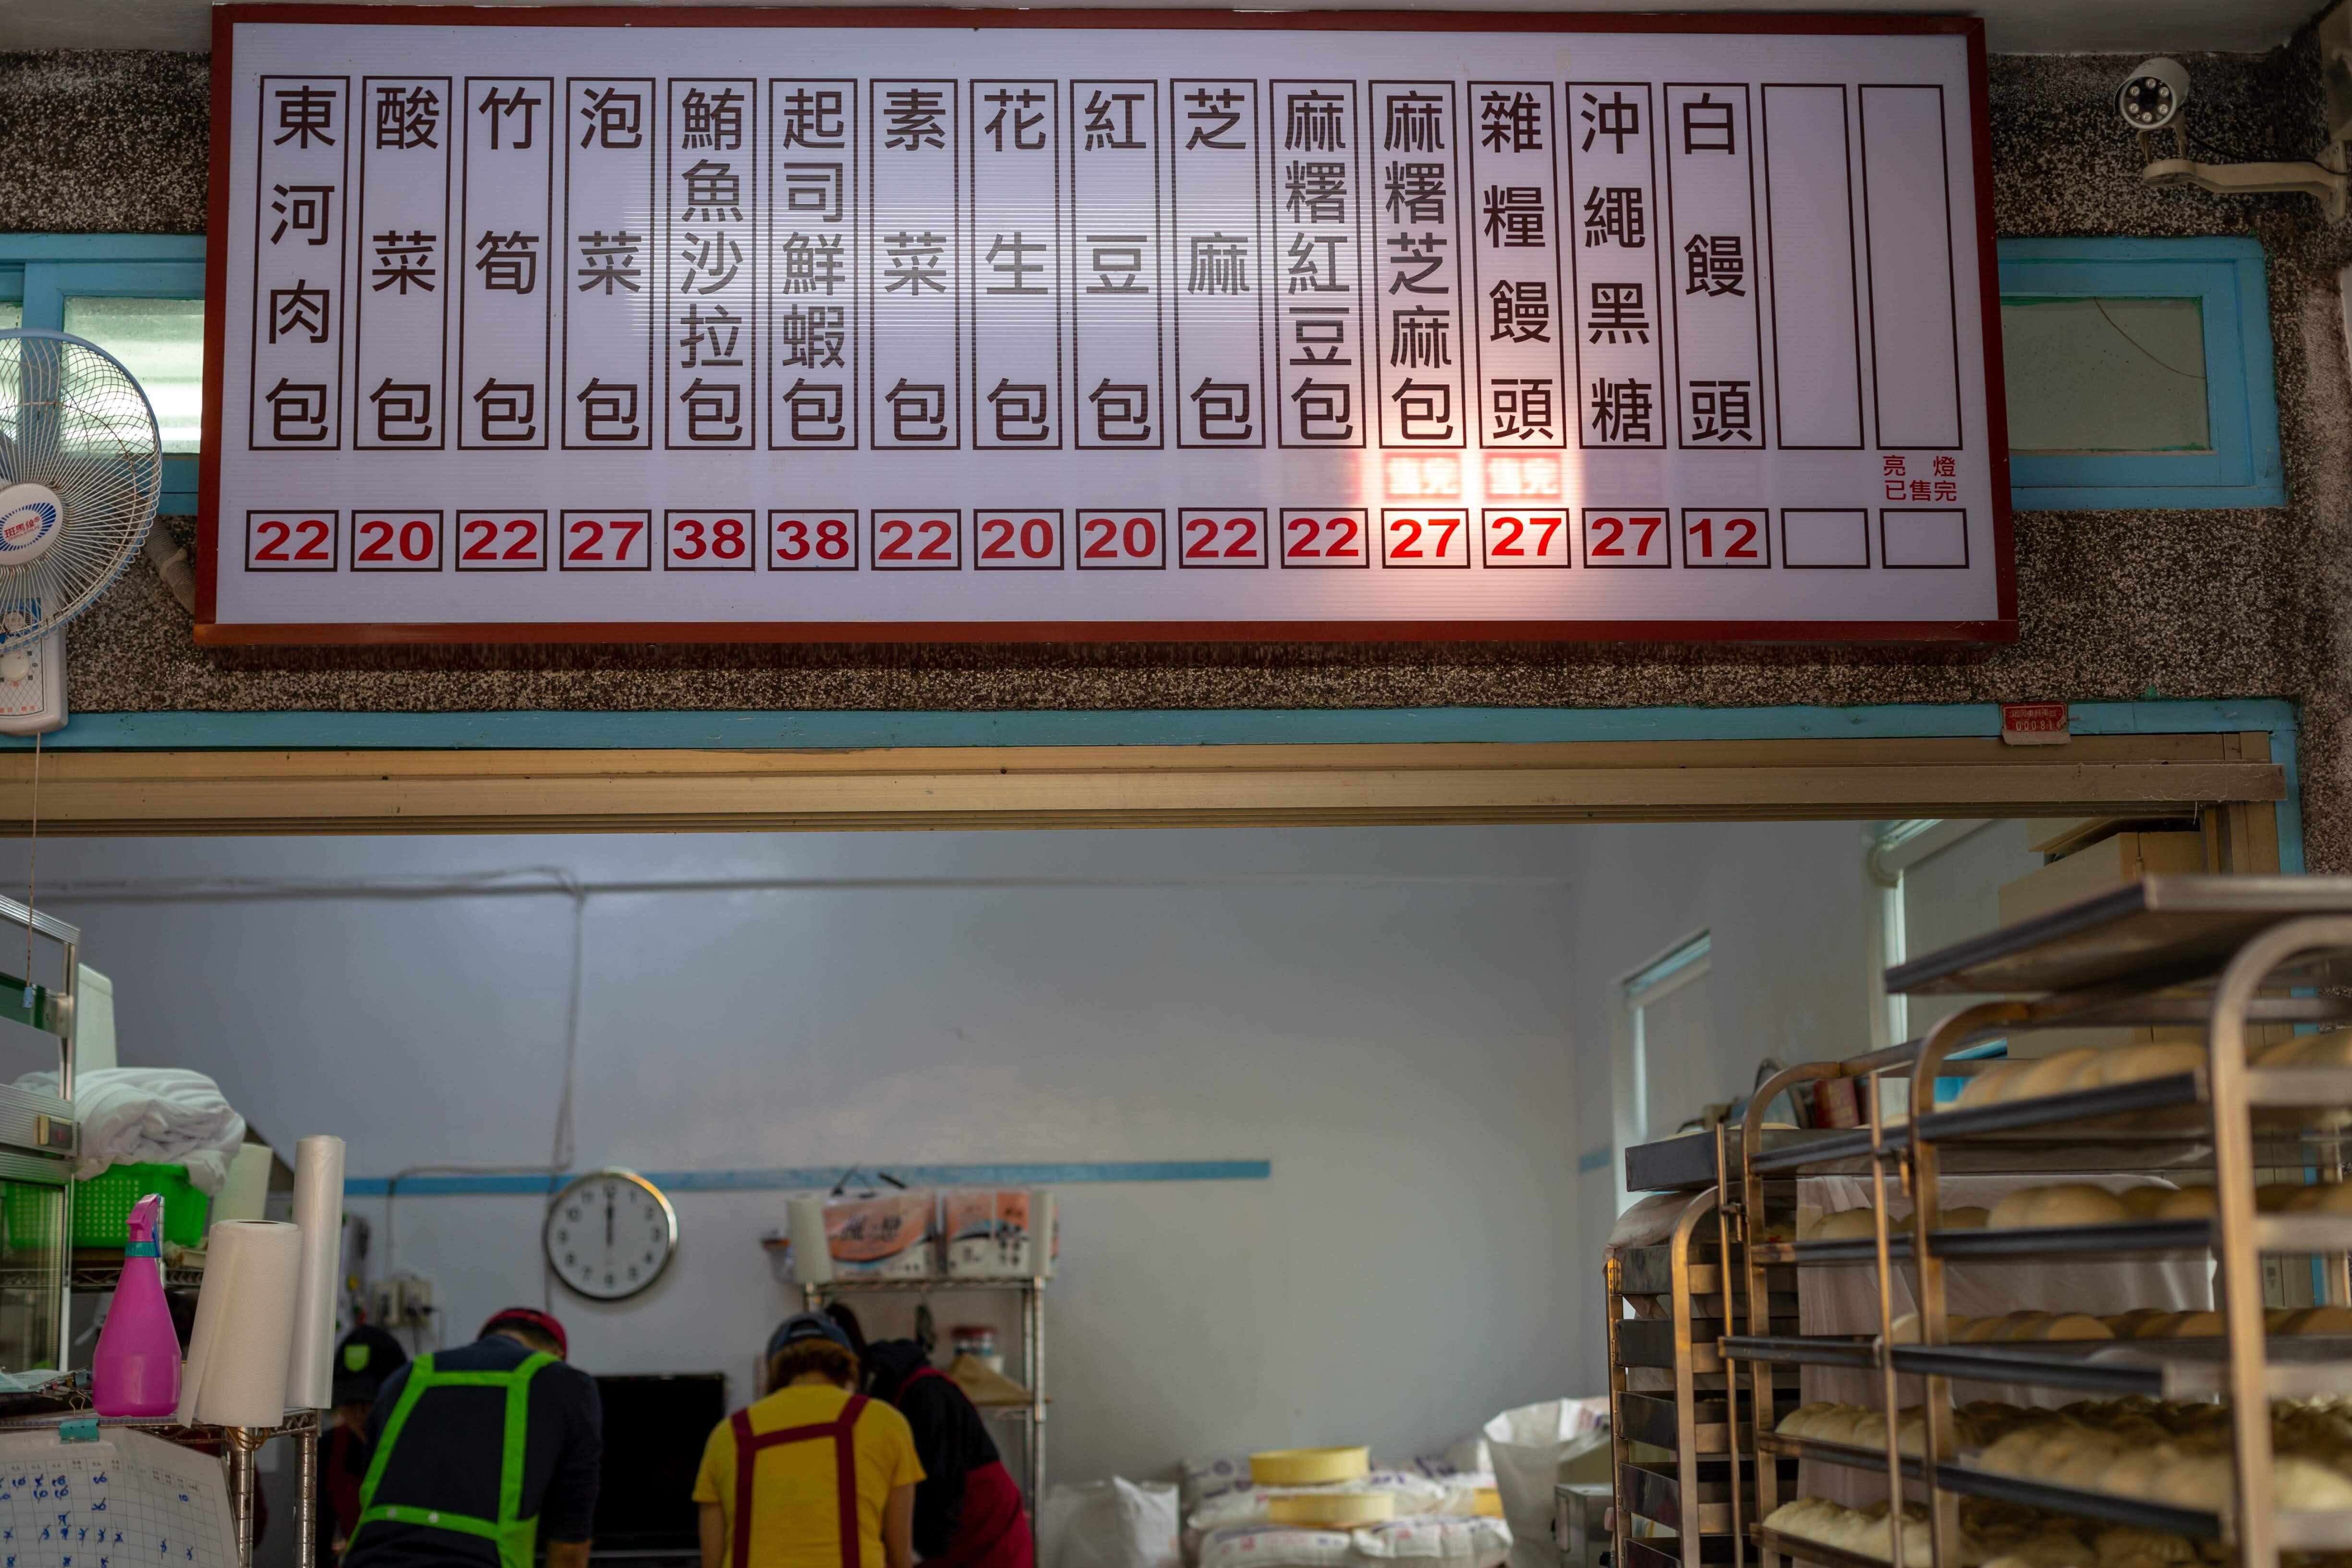 東河肉包
酸菜包
竹筍包
泡菜包
鮪魚沙拉包
起司鮮蝦包
素菜包
花生包
紅豆包
芝麻包
麻糬紅豆包
麻糬芝麻包
雜糧饅頭
沖繩黑糖
白饅頭
售完
售完
亮燈
已售完
22
20
22
27
38
38
22
20
20
22
22
27
27
27
12
00081